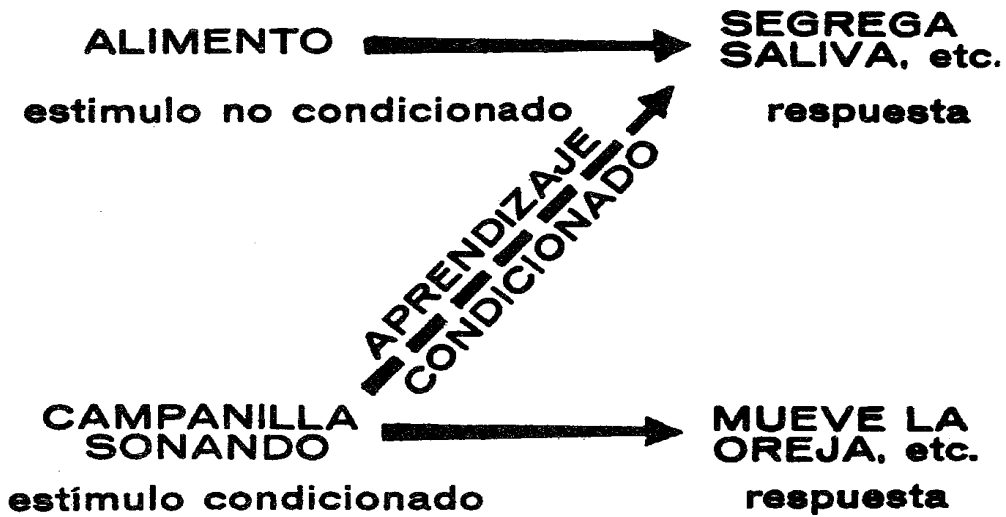 ALIMENTO
SEGREGA
SALIVA, etc.
estimulo no condicionado
respuesta
APRENDIZAJE
CONDICIONADO
CAMPANILLA
SONANDO
MUEVE LA
OREJA, etc.
estímulo condicionado
respuesta